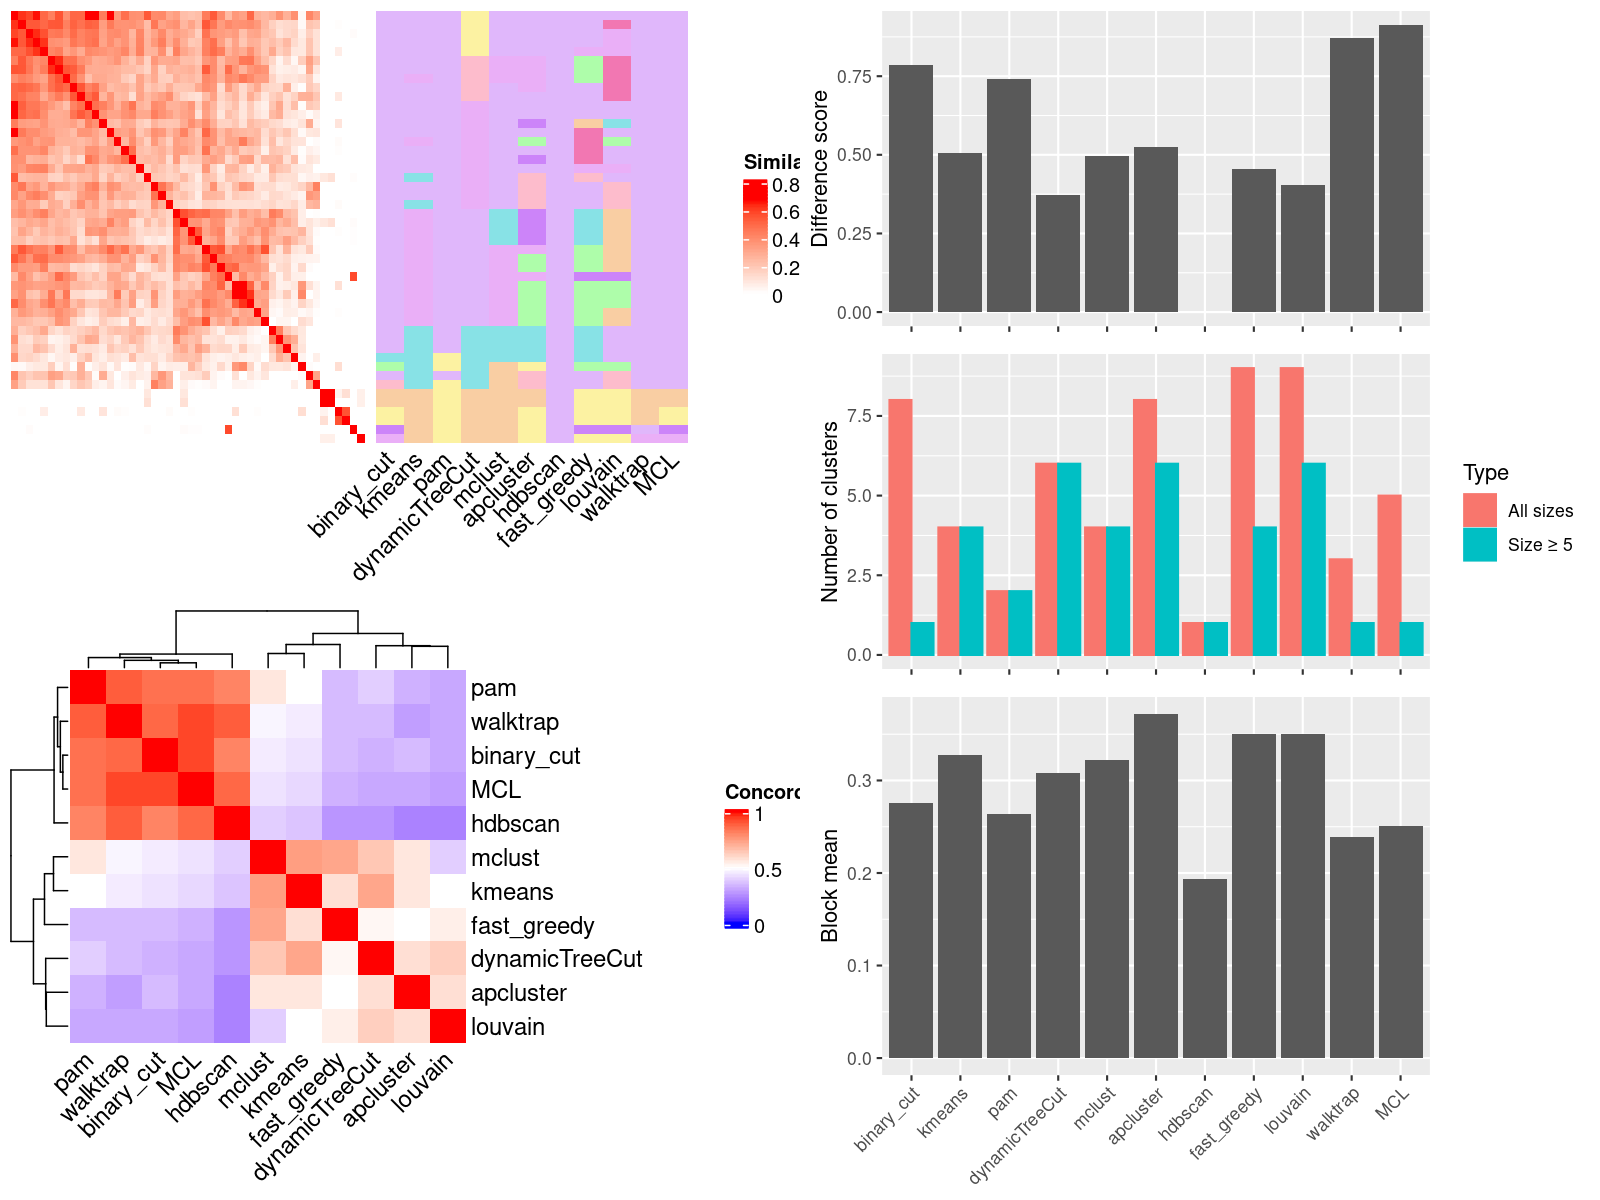 Simila
0.8
0.6
0.4
0.2
0
binary_cut
kmeans
pam
dynamicTreeCut
mclust
apcluster
hdbscan
fast_greedy
louvain
walktrap
MCL
Difference score
0.75
0.50
0.25
0.00
Number of clusters
7.5
5.0
2.5
0.0
Type
All sizes
Size ≥ 5
pam
walktrap
binary_cut
MCL
hdbscan
mclust
kmeans
fast_greedy
dynamicTreeCut
apcluster
louvain
pam
walktrap
binary_cut
MCL
hdbscan
mclust
kmeans
fast_greedy
dynamicTreeCut
apcluster
louvain
Concord
1
0.5
0
Block mean
0.3
0.2
0.1
0.0
binary_cut
kmeans
pam
dynamicTreeCut
mclust
apcluster
hdbscan
fast_greedy
louvain
walktrap
MCL